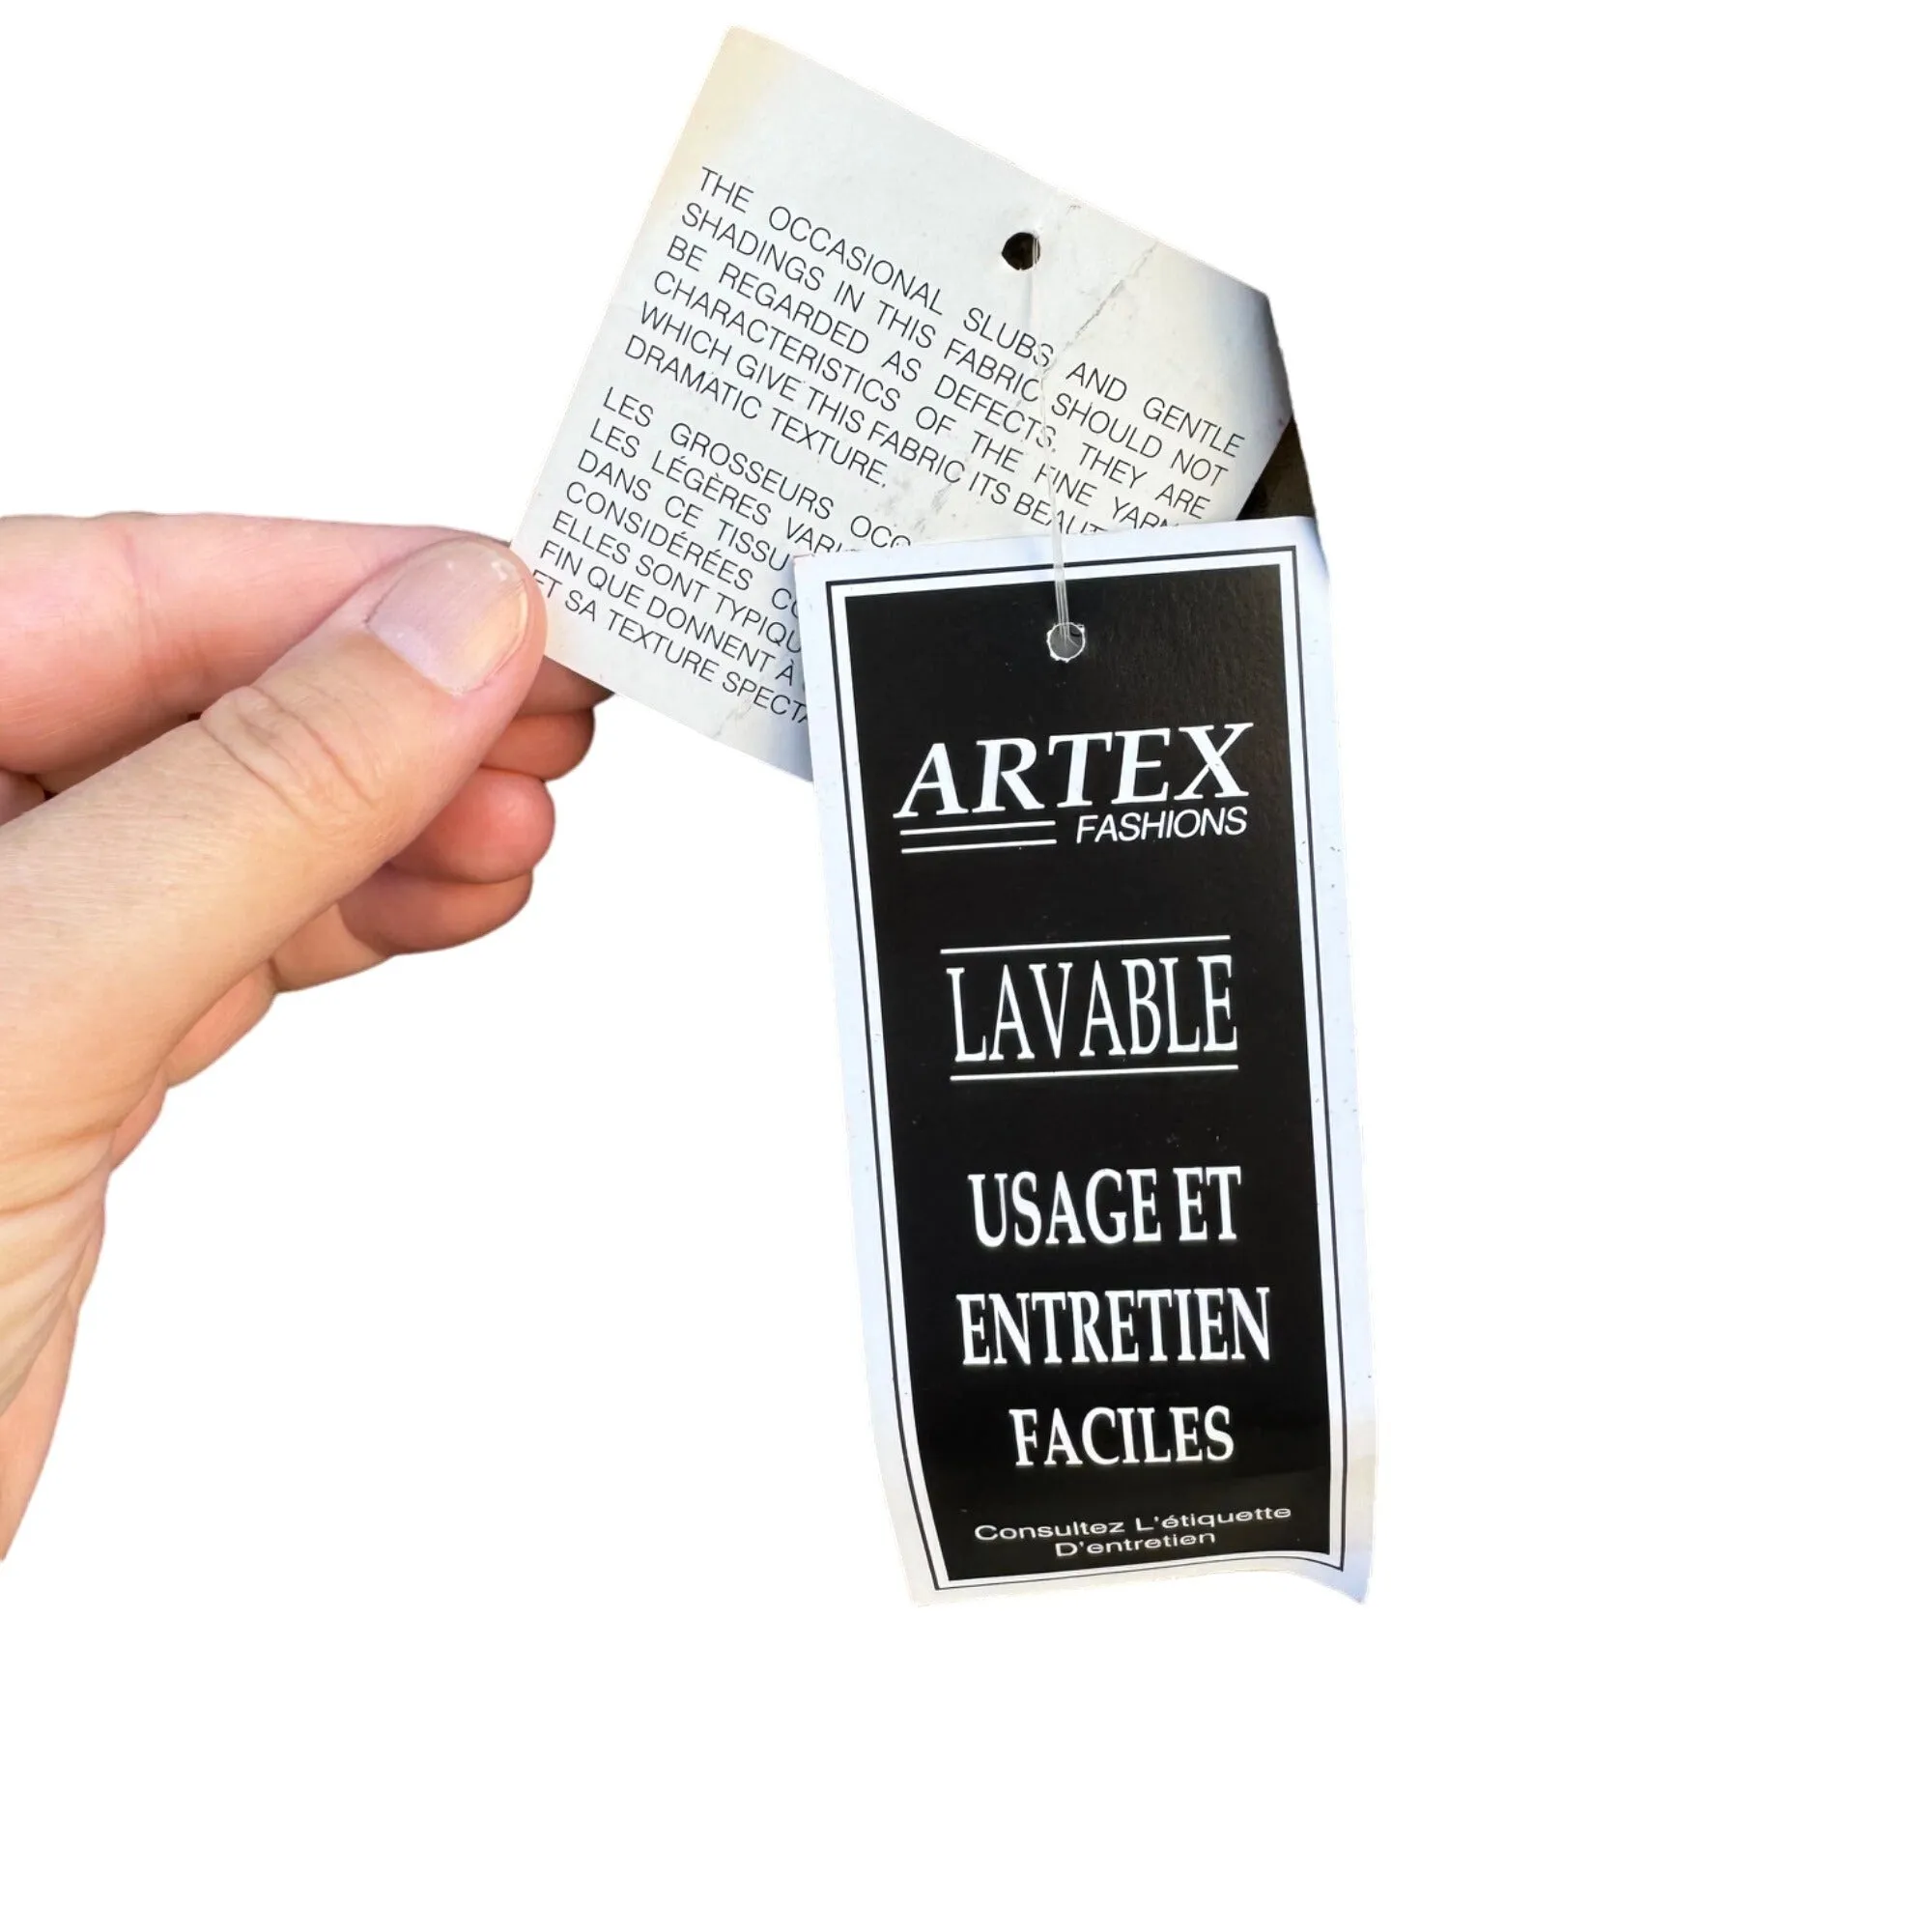 THE OCCASIONAL SLUBS AND GENTLE
SHADINGS IN THIS FABRIC SHOULD NOT
BE REGARDED AS DEFECTS. THEY ARE
CHARACTERISTICS OF THE FINE
WHICH GIVE THIS FABRIC ITS
DRAMATIC TEXTURE.
LES GROSSEURS
LES LÉGÈRES
DANS CE TISSU
CONSIDÉRÉES
ELLES SONT
FIN QUE DONNENT À
ET SA TEXTURE
ARTEX
FASHIONS
LAVABLE
USAGE ET
ENTRETIEN
FACILES
Consultez L'étiquette
D'entretien